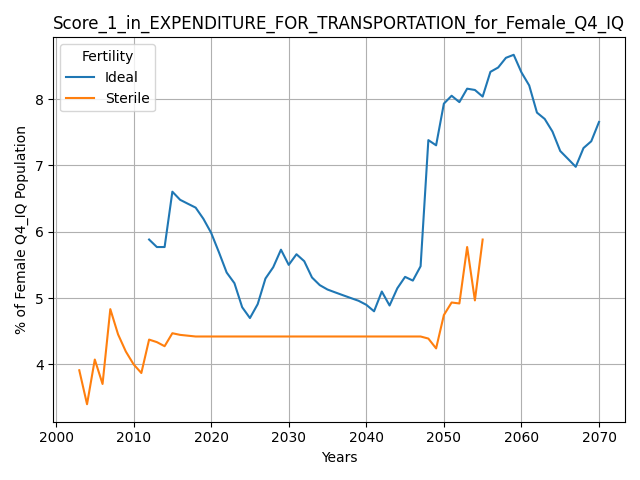 Score_1_in_EXPENDITURE_FOR_TRANSPORTATION_for_Female_Q4_IQ
Fertility
Ideal
Sterile
% of Female Q4_IQ Population
8
7
6
5
4
2000 2010 2020 2030 2040 2050 2060 2070
Years